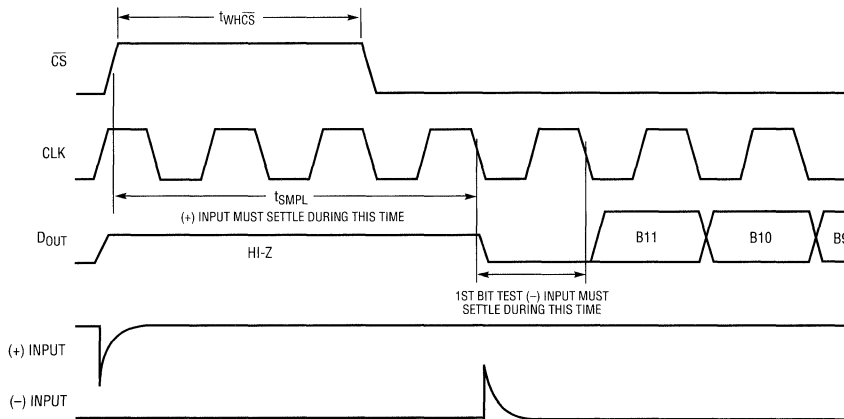 tWHCS
CS
CLK
tSMPL
(+) INPUT MUST SETTLE DURING THIS TIME
DOUT
HI-Z
B11
B10
B9
1ST BIT TEST (–) INPUT MUST
SETTLE DURING THIS TIME
(+) INPUT
(–) INPUT